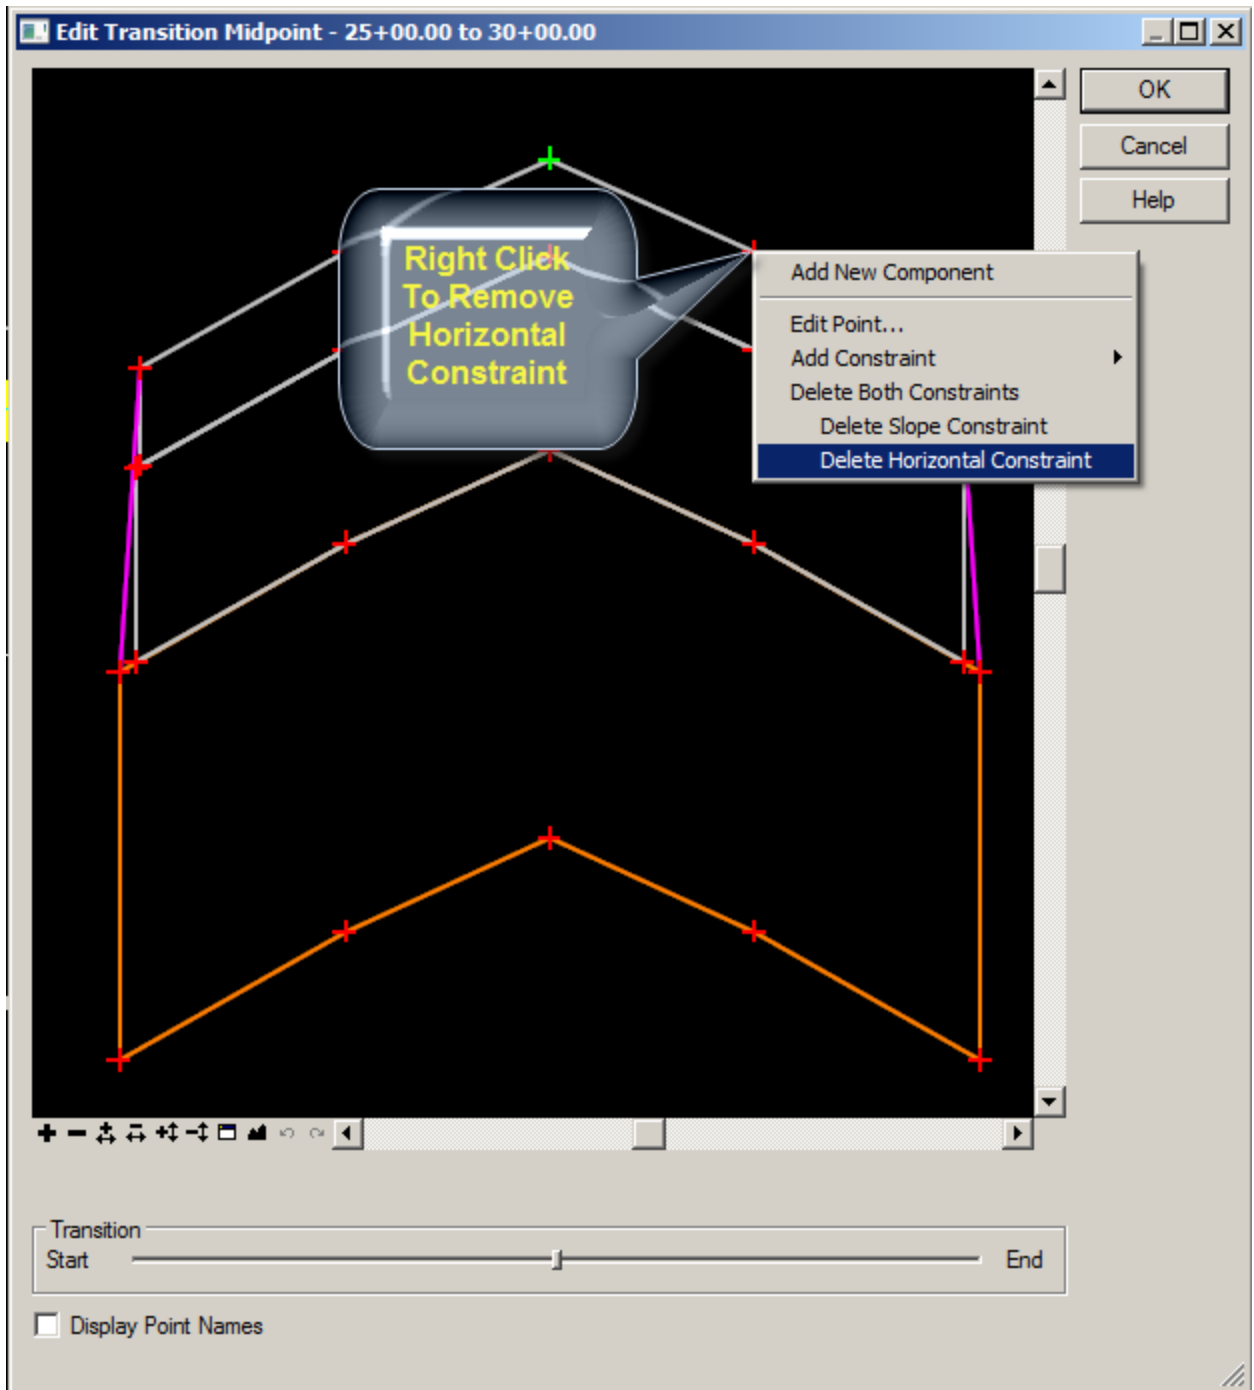 Edit Transition Midpoint - 25+00.00 to 30+00.00
OK
Cancel
Help
Right Click
To Remove
Horizontal
Constraint
Add New Component
Edit Point...
Add Constraint
Delete Both Constraints
Delete Slope Constraint
Delete Horizontal Constraint
Transition
Start
End
Display Point Names